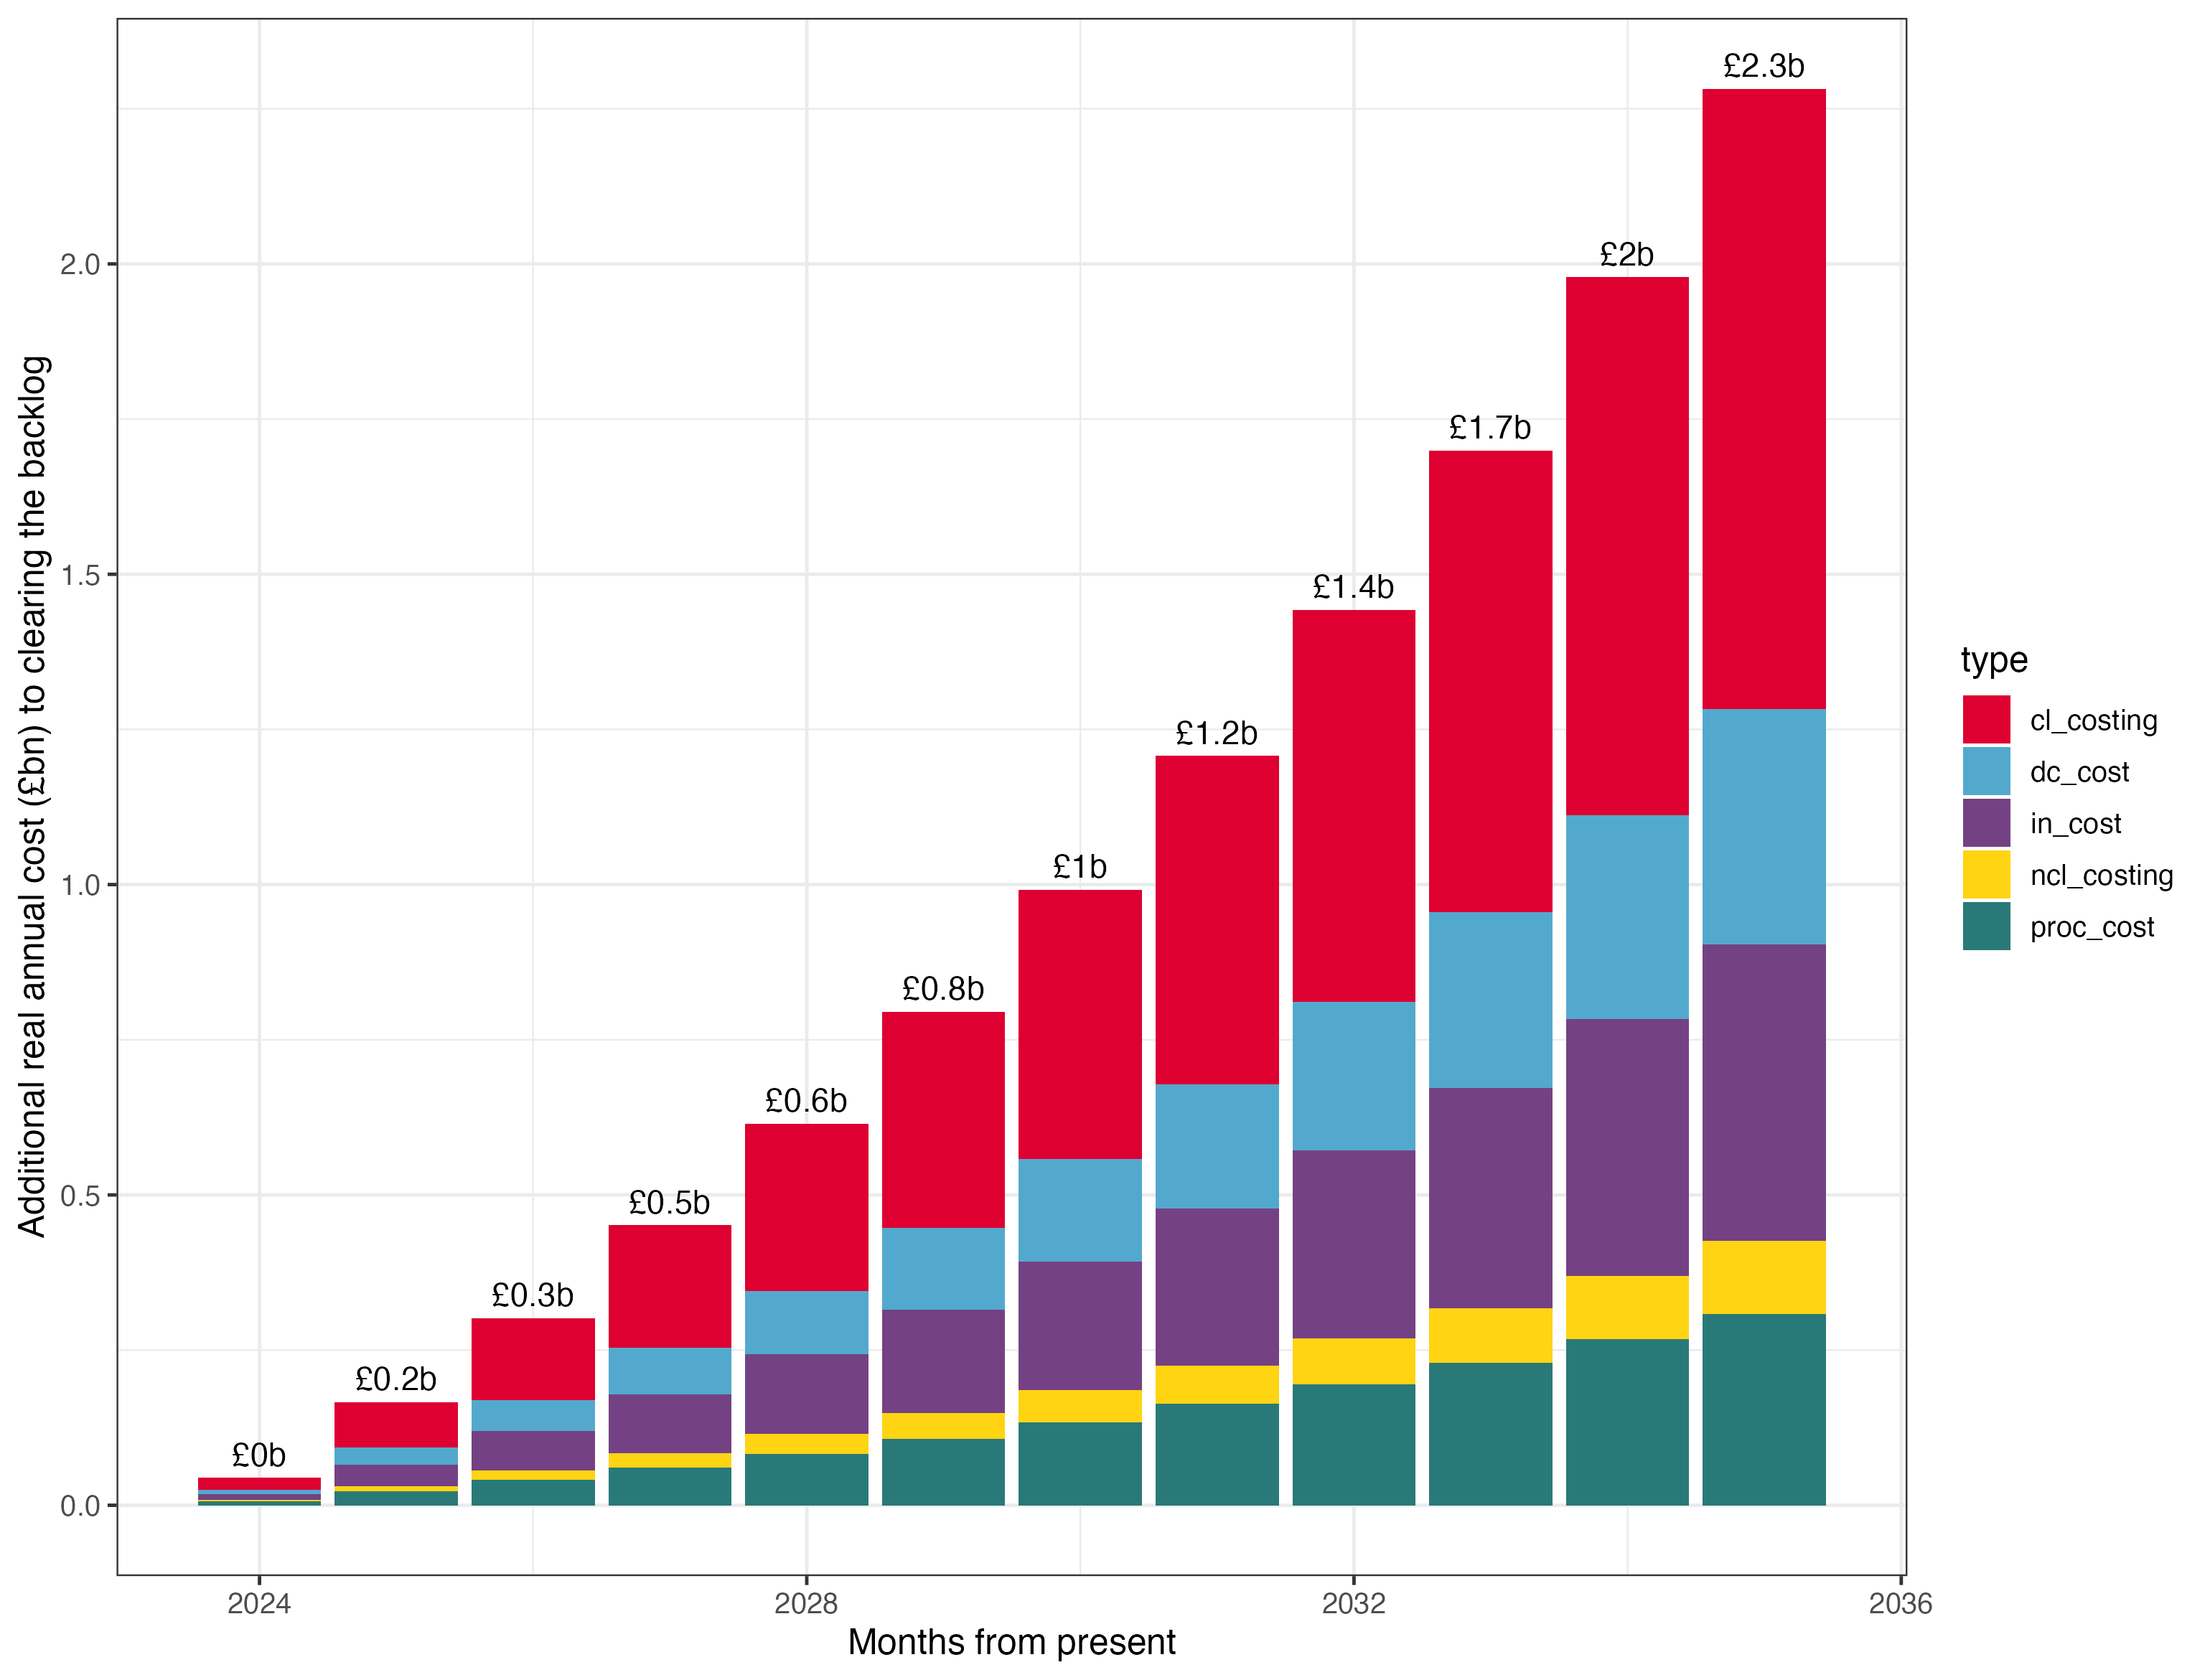 Additional real annual cost (£bn) to clearing the backlog
2.0
1.5
1.0
0.5
0.0
£0b
£0.2b
£0.3b
£0.5b
£0.6b
£0.8b
£1b
£1.2b
£1.4b
£1.7b
£2b
£2.3b
2024
2028
2032
2036
Months from present
type
cl_costing
dc_cost
in_cost
ncl_costing
proc_cost